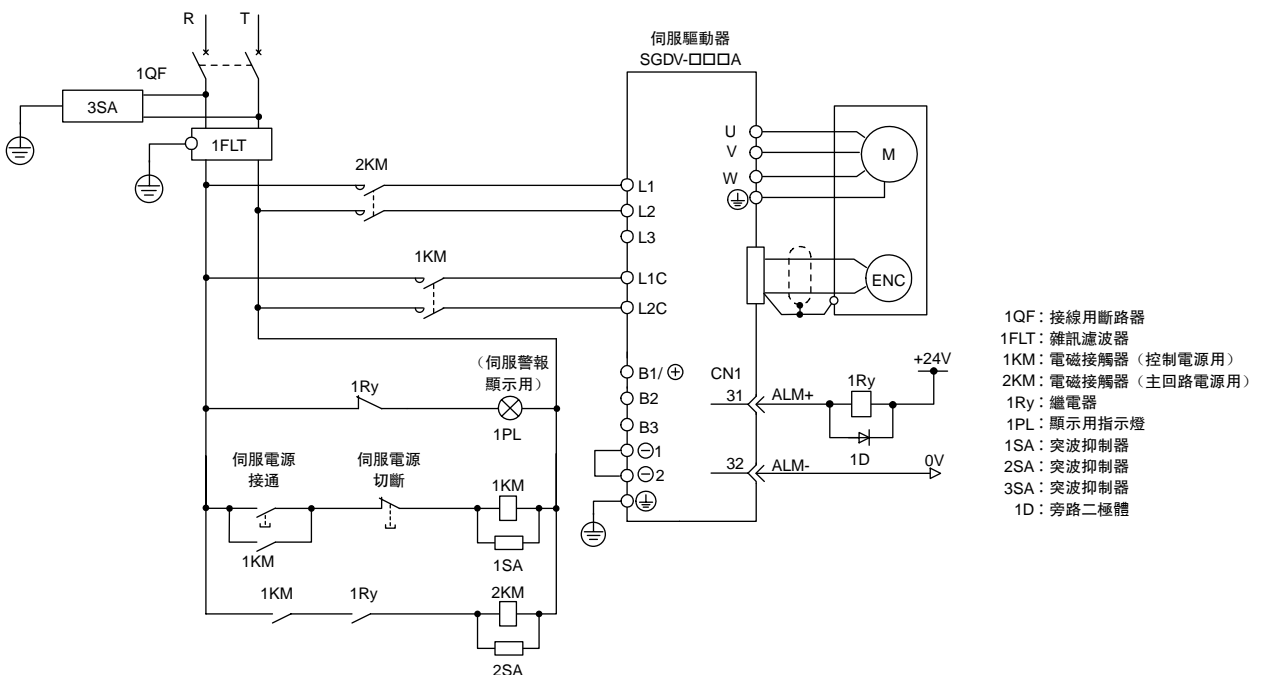 R T
伺服驅動器
SGDV-□□□A
1QF
3SA
1FLT
U
V
W
M
2KM
L1
L2
L3
1KM
L1C
L2C
ENC
(伺服警報
顯示用)
1Ry
1PL
B1/⊕
B2
B3
⊖1
⊖2
CN1
31 ALM+
1Ry
+24V
1D
32 ALM-
0V
伺服電源
接通
伺服電源
切斷
1KM
1KM
1SA
1KM
1Ry
2KM
2SA
1QF:接線用斷路器
1FLT:雜訊濾波器
1KM:電磁接觸器(控制電源用)
2KM:電磁接觸器(主回路電源用)
1Ry:繼電器
1PL:顯示用指示燈
1SA:突波抑制器
2SA:突波抑制器
3SA:突波抑制器
1D:旁路二極體